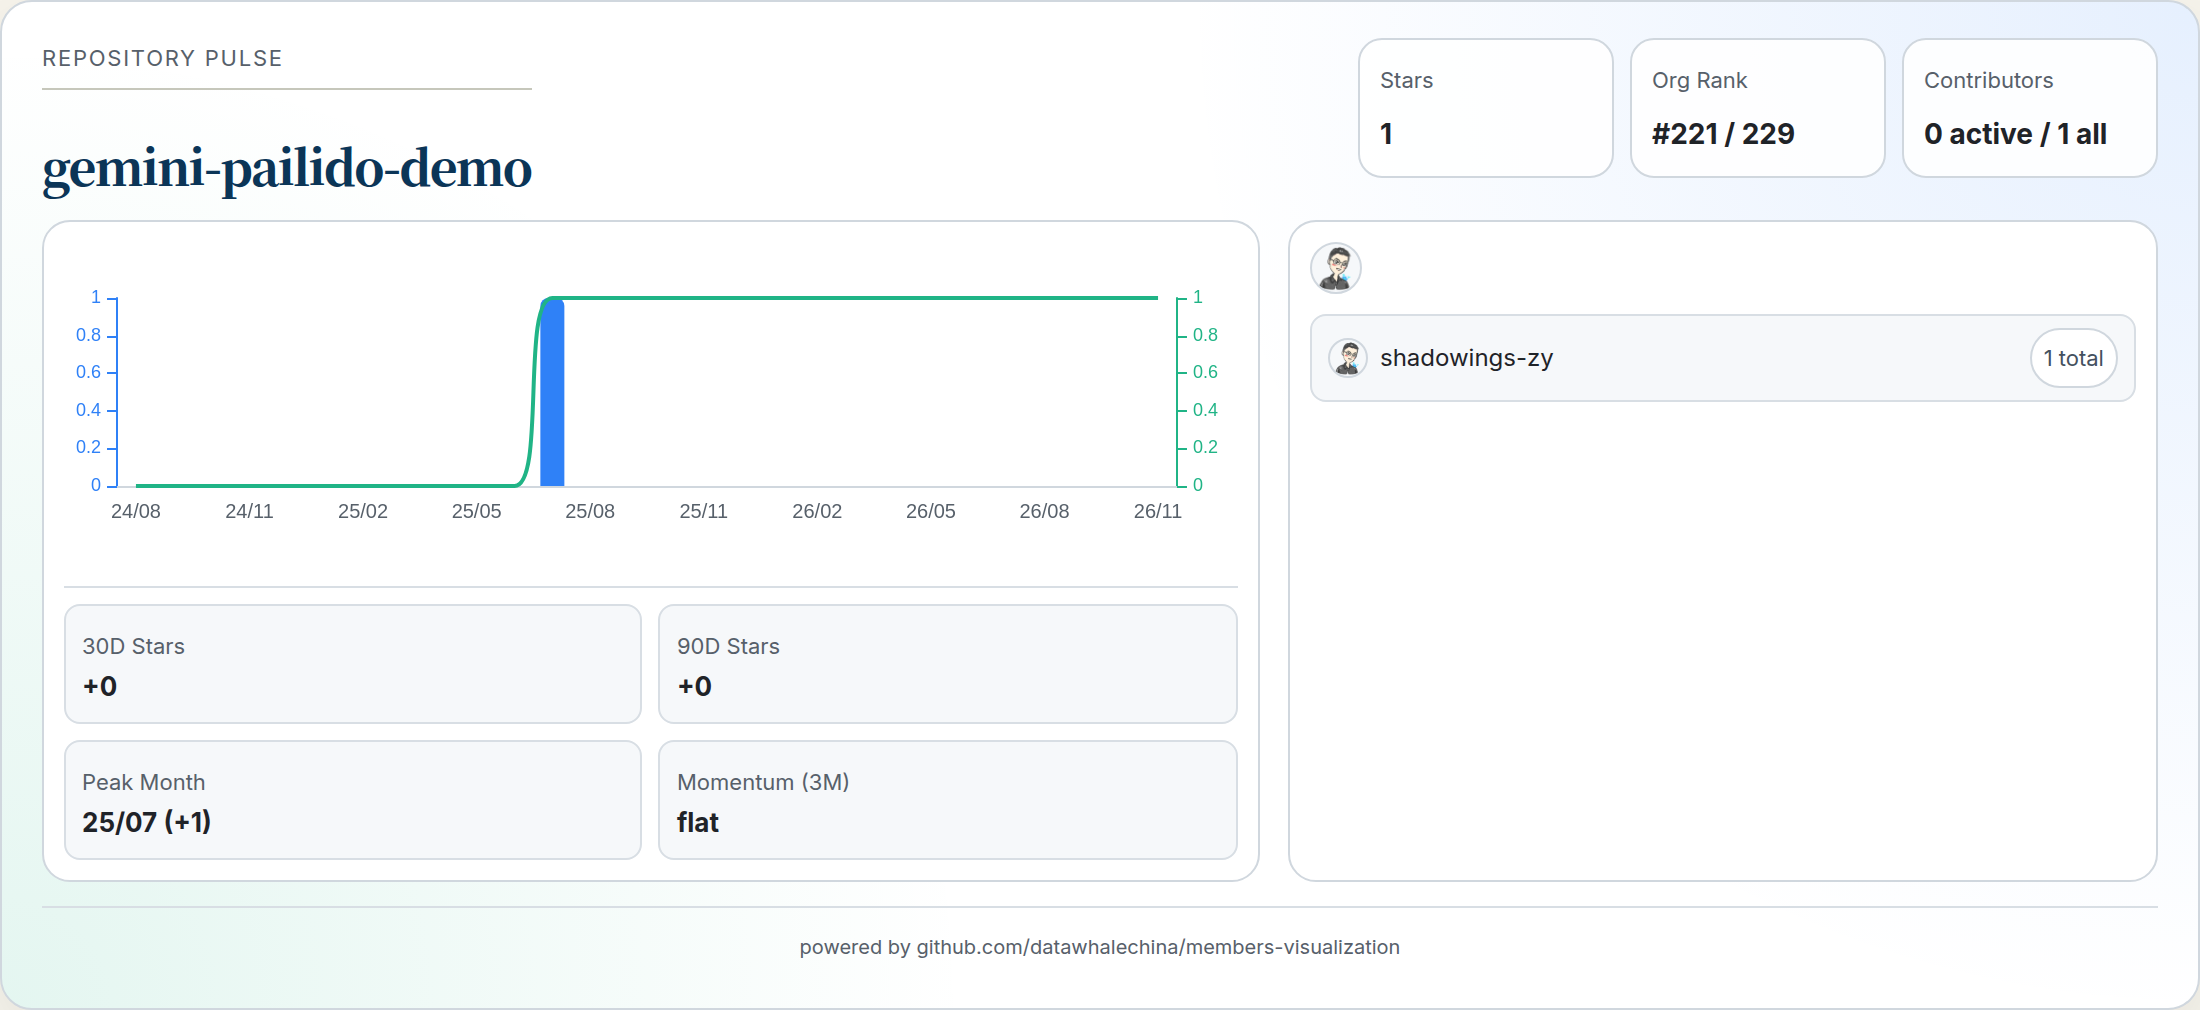 REPOSITORY PULSE
gemini-pailido-demo
Stars
1
Org Rank
#221 / 229
Contributors
0 active / 1 all
1
0.8
0.6
0.4
0.2
0
1
0.8
0.6
0.4
0.2
0
24/08 24/11 25/02 25/05 25/08 25/11 26/02 26/05 26/08 26/11
30D Stars
+0
90D Stars
+0
Peak Month
25/07 (+1)
Momentum (3M)
flat
shadowings-zy
1 total
powered by github.com/datawhalechina/members-visualization